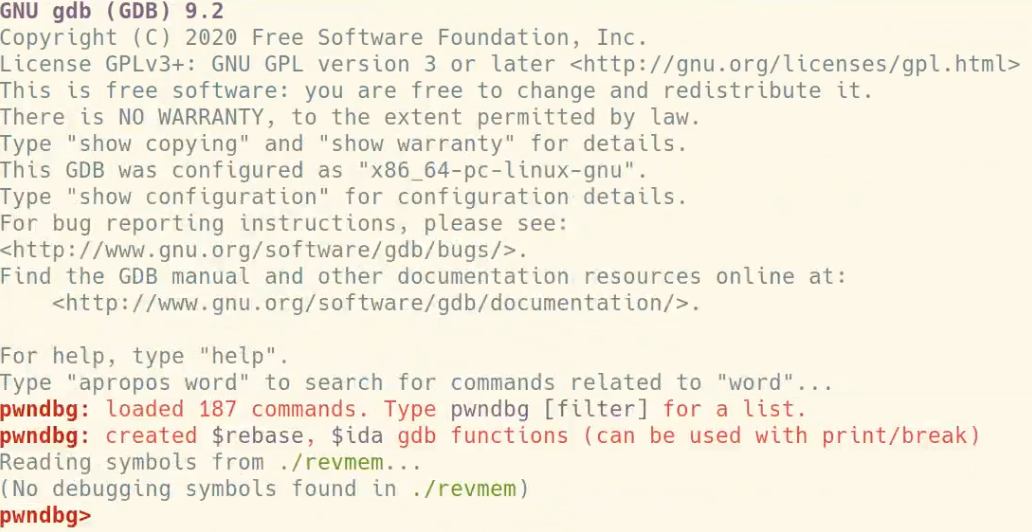 GNU gdb (GDB) 9.2
Copyright (C) 2020 Free Software Foundation, Inc.
License GPLv3+: GNU GPL version 3 or later <http://gnu.org/licenses/gpl.html>
This is free software: you are free to change and redistribute it.
There is NO WARRANTY, to the extent permitted by law.
Type "show copying" and "show warranty" for details.
This GDB was configured as "x86_64-pc-linux-gnu".
Type "show configuration" for configuration details.
For bug reporting instructions, please see:
<http://www.gnu.org/software/gdb/bugs/>.
Find the GDB manual and other documentation resources online at:
    <http://www.gnu.org/software/gdb/documentation/>.

For help, type "help".
Type "apropos word" to search for commands related to "word"...
pwndbg: loaded 187 commands. Type pwndbg [filter] for a list.
pwndbg: created $rebase, $ida gdb functions (can be used with print/break)
Reading symbols from ./revmem...
(No debugging symbols found in ./revmem)
pwndbg>